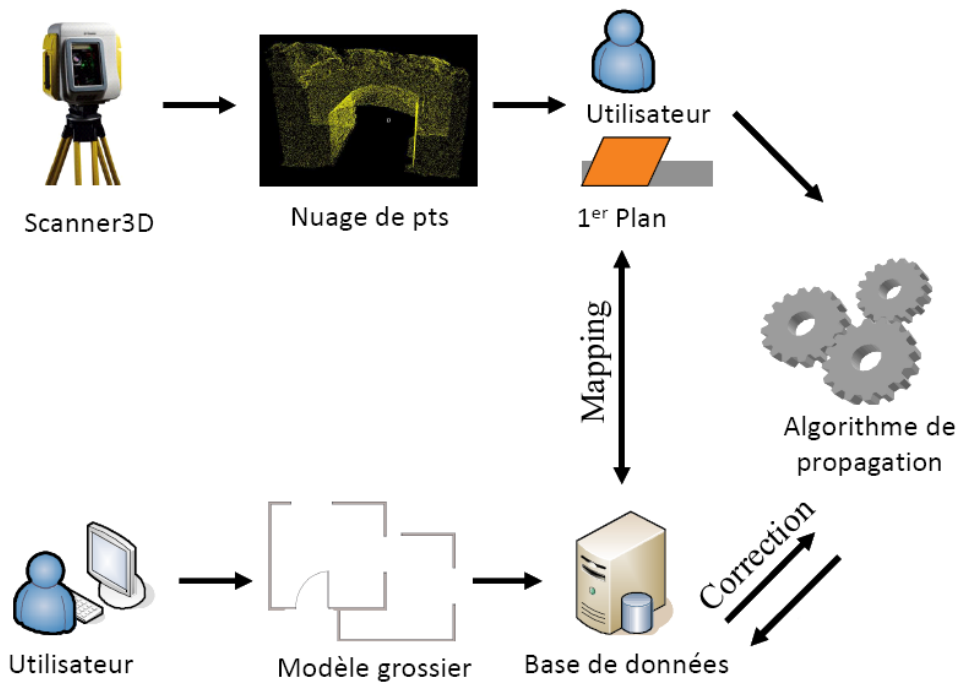 Utilisateur
Scanner3D
Nuage de pts
1er Plan
Mapping
Algorithme de
propagation
Correction
Utilisateur
Modèle grossier
Base de données